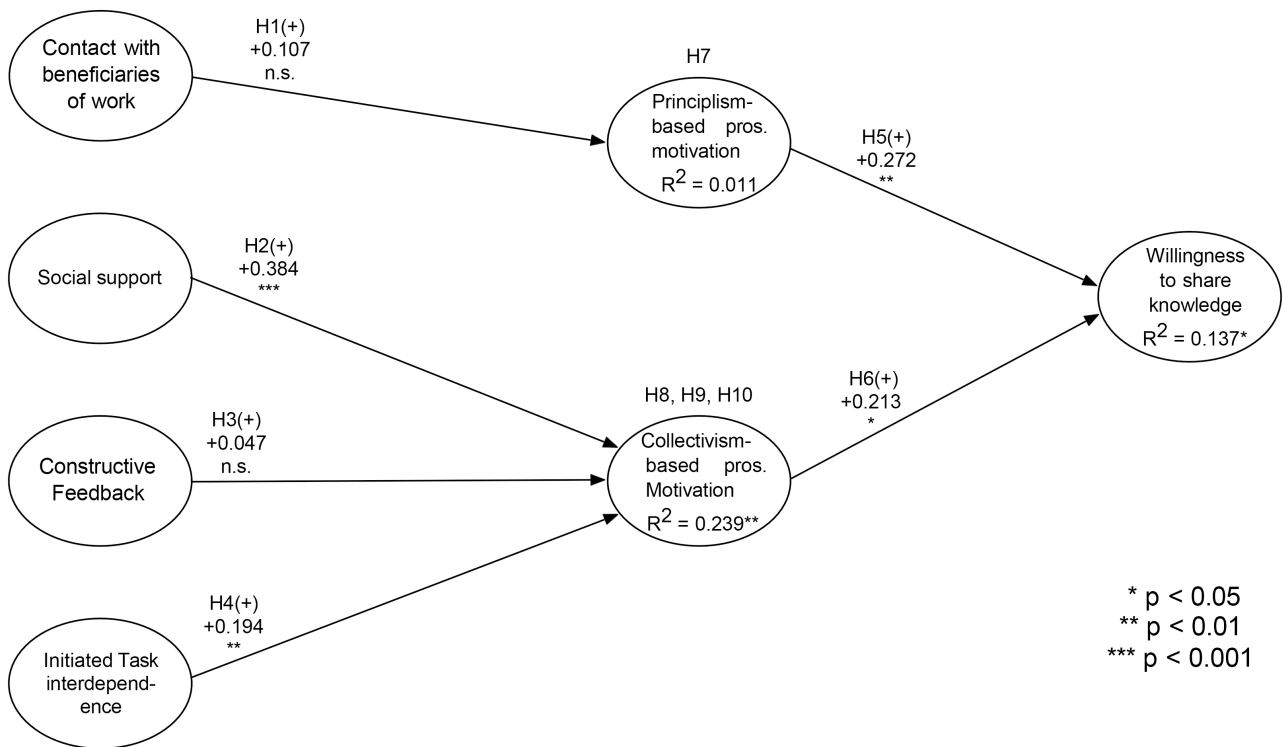 H1(+)
+0.107
n.s.
Contact with
beneficiaries
of work
H7
Principlism-
based pros.
motivation
R² = 0.011
H5(+)
+0.272
**
H2(+)
+0.384
***
Social support
Willingness
to share
knowledge
R² = 0.137*
H8, H9, H10
Collectivism-
based pros.
Motivation
R² = 0.239**
H6(+)
+0.213
*
H3(+)
+0.047
n.s.
Constructive
Feedback
H4(+)
+0.194
**
Initiated Task
interdepend-
ence
* p < 0.05
** p < 0.01
*** p < 0.001